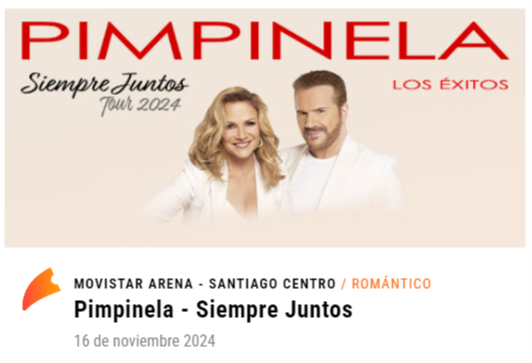 PIMPINELA
Siempre Juntos
Tour 2024
LOS ÉXITOS
MOVISTAR ARENA - SANTIAGO CENTRO / ROMÁNTICO
Pimpinela - Siempre Juntos
16 de noviembre 2024